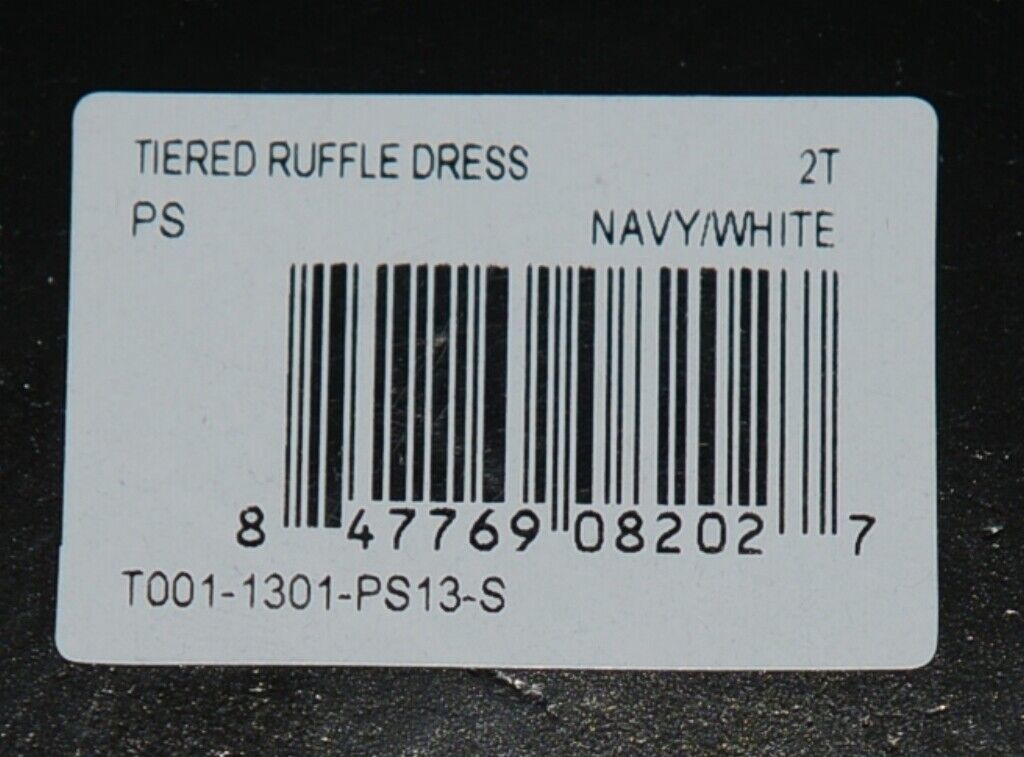 TIERED RUFFLE DRESS 2T
PS NAVY/WHITE
8 47769 08202 7
T001-1301-PS13-S